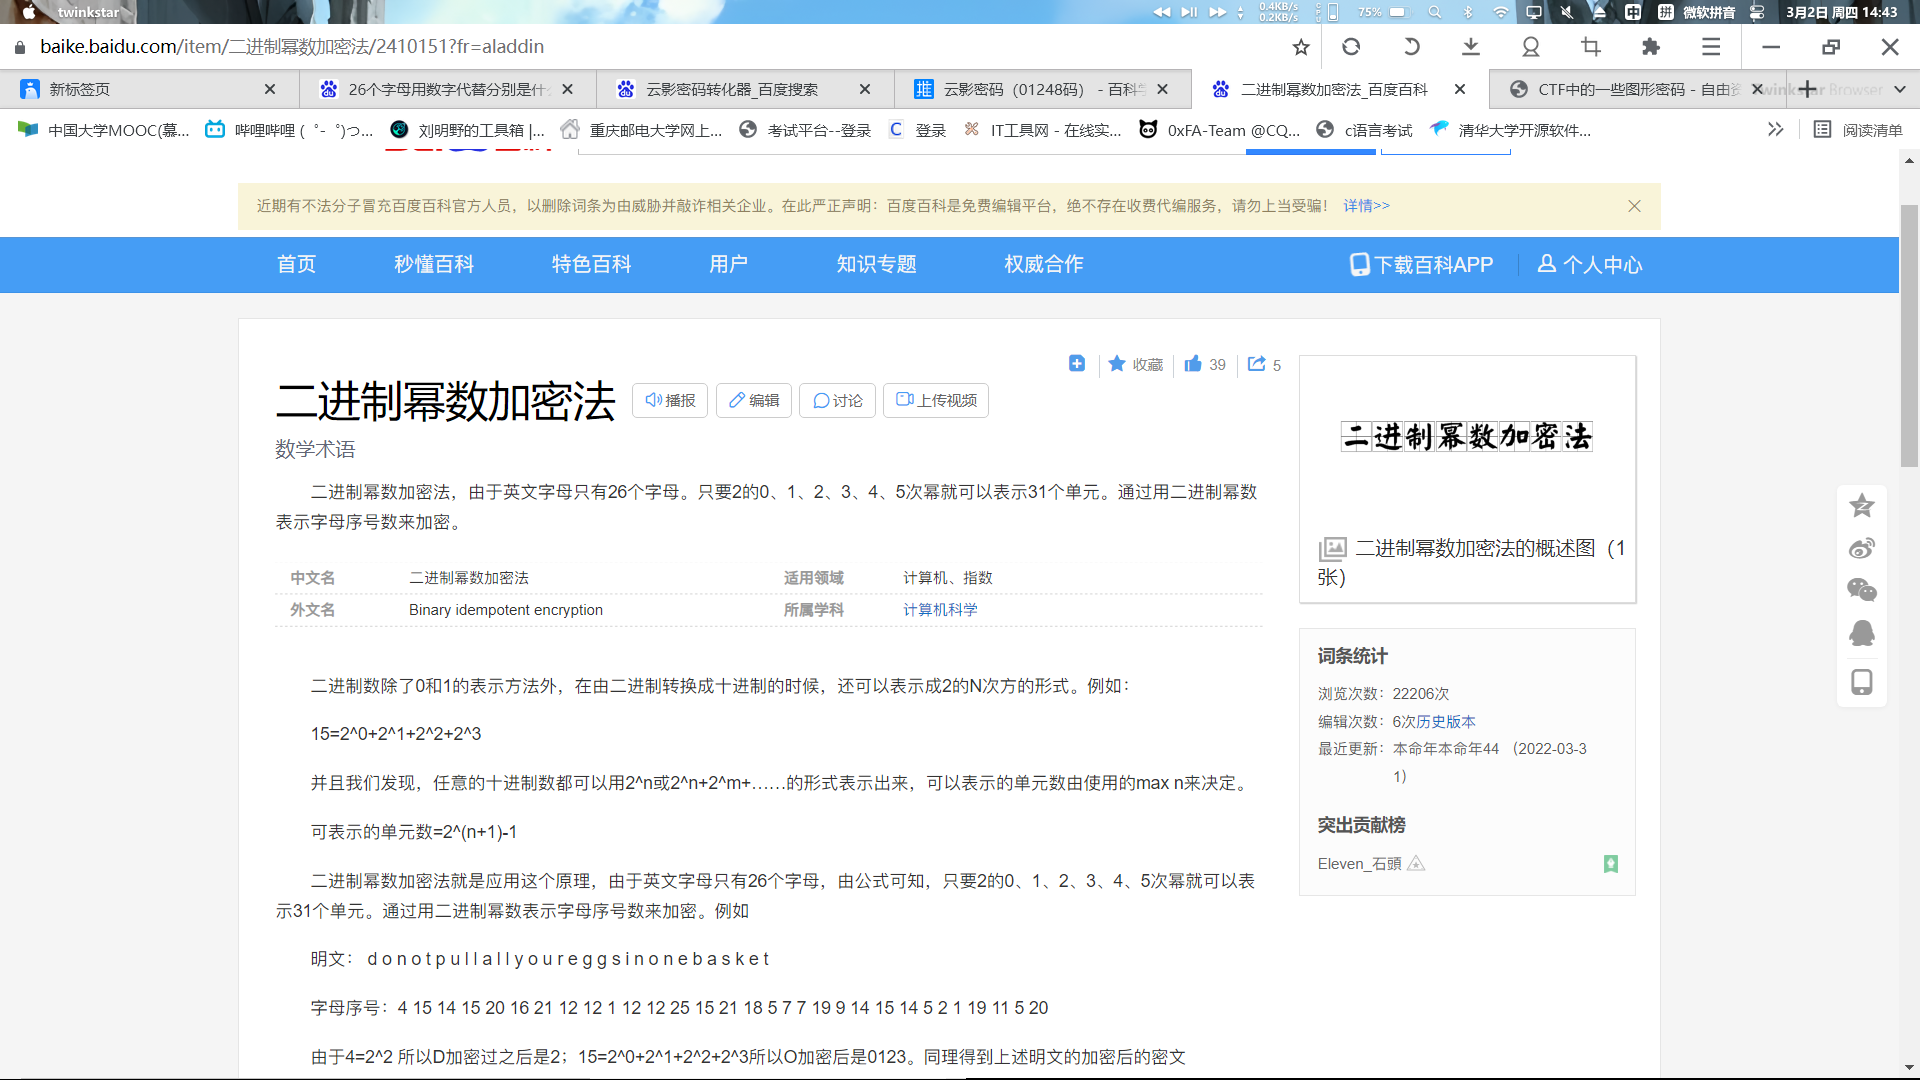 twinkstar
0.4KB/s
0.2KB/s
75%
中
拼
微软拼音
3月2日 周四 14:43
baike.baidu.com/item/二进制幂数加密法/2410151?fr=aladdin
新标签页
26个字母用数字代替分别是什
云影密码转化器_百度搜索
云影密码（01248码） - 百科学
二进制幂数加密法_百度百科
CTF中的一些图形密码 - 自由资
twinkstar Browser
中国大学MOOC(慕...
哔哩哔哩 ( ゜- ゜)つ...
刘明野的工具箱 |...
重庆邮电大学网上...
考试平台--登录
登录
IT工具网 - 在线实...
0xFA-Team @CQ...
c语言考试
清华大学开源软件...
阅读清单
近期有不法分子冒充百度百科官方人员，以删除词条为由威胁并敲诈相关企业。在此严正声明：百度百科是免费编辑平台，绝不存在收费代编服务，请勿上当受骗！ 详情>>
首页
秒懂百科
特色百科
用户
知识专题
权威合作
下载百科APP
个人中心
收藏
39
5
二进制幂数加密法
播报
编辑
讨论
上传视频
数学术语
二进制幂数加密法，由于英文字母只有26个字母。只要2的0、1、2、3、4、5次幂就可以表示31个单元。通过用二进制幂数
表示字母序号数来加密。
中文名 二进制幂数加密法 适用领域 计算机、指数
外文名 Binary idempotent encryption 所属学科 计算机科学
二进制数除了0和1的表示方法外，在由二进制转换成十进制的时候，还可以表示成2的N次方的形式。例如：
15=2^0+2^1+2^2+2^3
并且我们发现，任意的十进制数都可以用2^n或2^n+2^m+……的形式表示出来，可以表示的单元数由使用的max n来决定。
可表示的单元数=2^(n+1)-1
二进制幂数加密法就是应用这个原理，由于英文字母只有26个字母，由公式可知，只要2的0、1、2、3、4、5次幂就可以表
示31个单元。通过用二进制幂数表示字母序号数来加密。例如
明文： d o n o t p u l l a l l y o u r e g g s i n o n e b a s k e t
字母序号：4 15 14 15 20 16 21 12 12 1 12 12 25 15 21 18 5 7 7 19 9 14 15 14 5 2 1 19 11 5 20
由于4=2^2 所以D加密过之后是2；15=2^0+2^1+2^2+2^3所以O加密后是0123。同理得到上述明文的加密后的密文
二进制幂数加密法
二进制幂数加密法的概述图（1
张）
词条统计
浏览次数：22206次
编辑次数：6次历史版本
最近更新：本命年本命年44 （2022-03-3
1）
突出贡献榜
Eleven_石頭